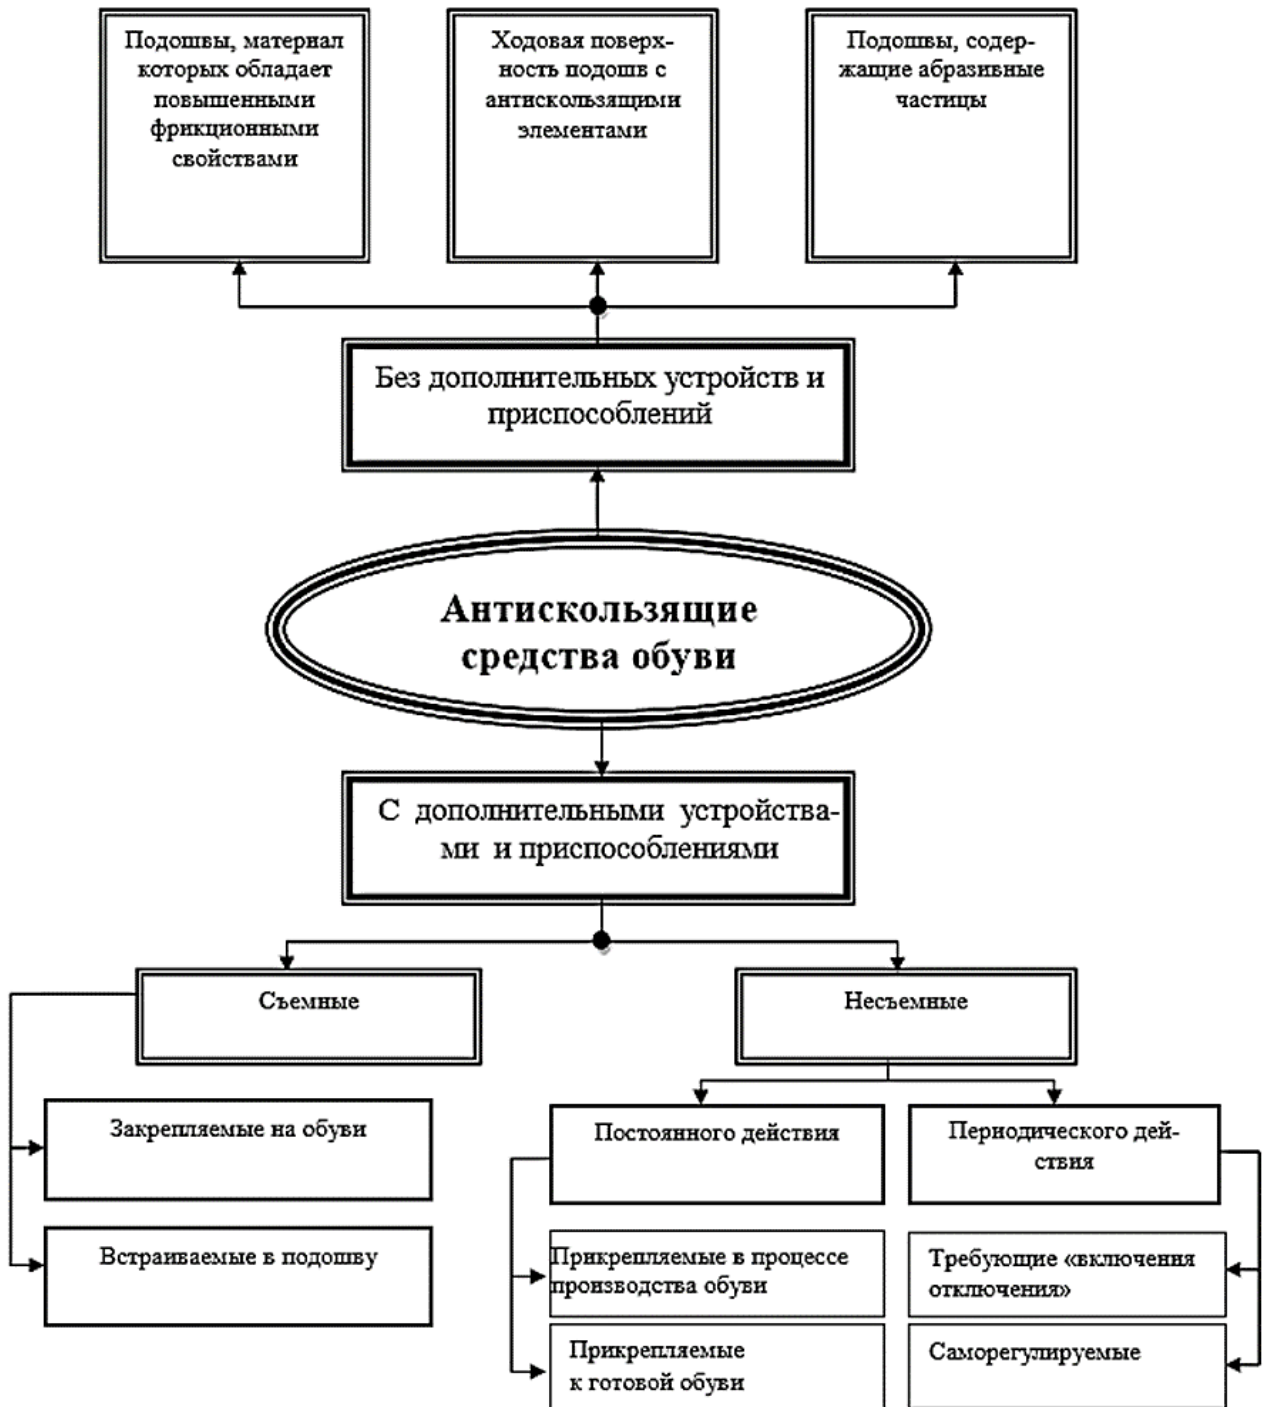 Подошвы, материал
которых обладает
повышенными
фрикционными
свойствами
Ходовая поверх-
ность подошв с
антискользящими
элементами
Подошвы, содер-
жащие абразивные
частицы
Без дополнительных устройств и
приспособлений
Антискользящие
средства обуви
С дополнительными устройства-
ми и приспособлениями
Съемные
Несъемные
Закрепляемые на обуви
Встраиваемые в подошву
Постоянного действия
Прикрепляемые в процессе
производства обуви
Прикрепляемые
к готовой обуви
Периодического дей-
ствия
Требующие «включения
отключения»
Саморегулируемые